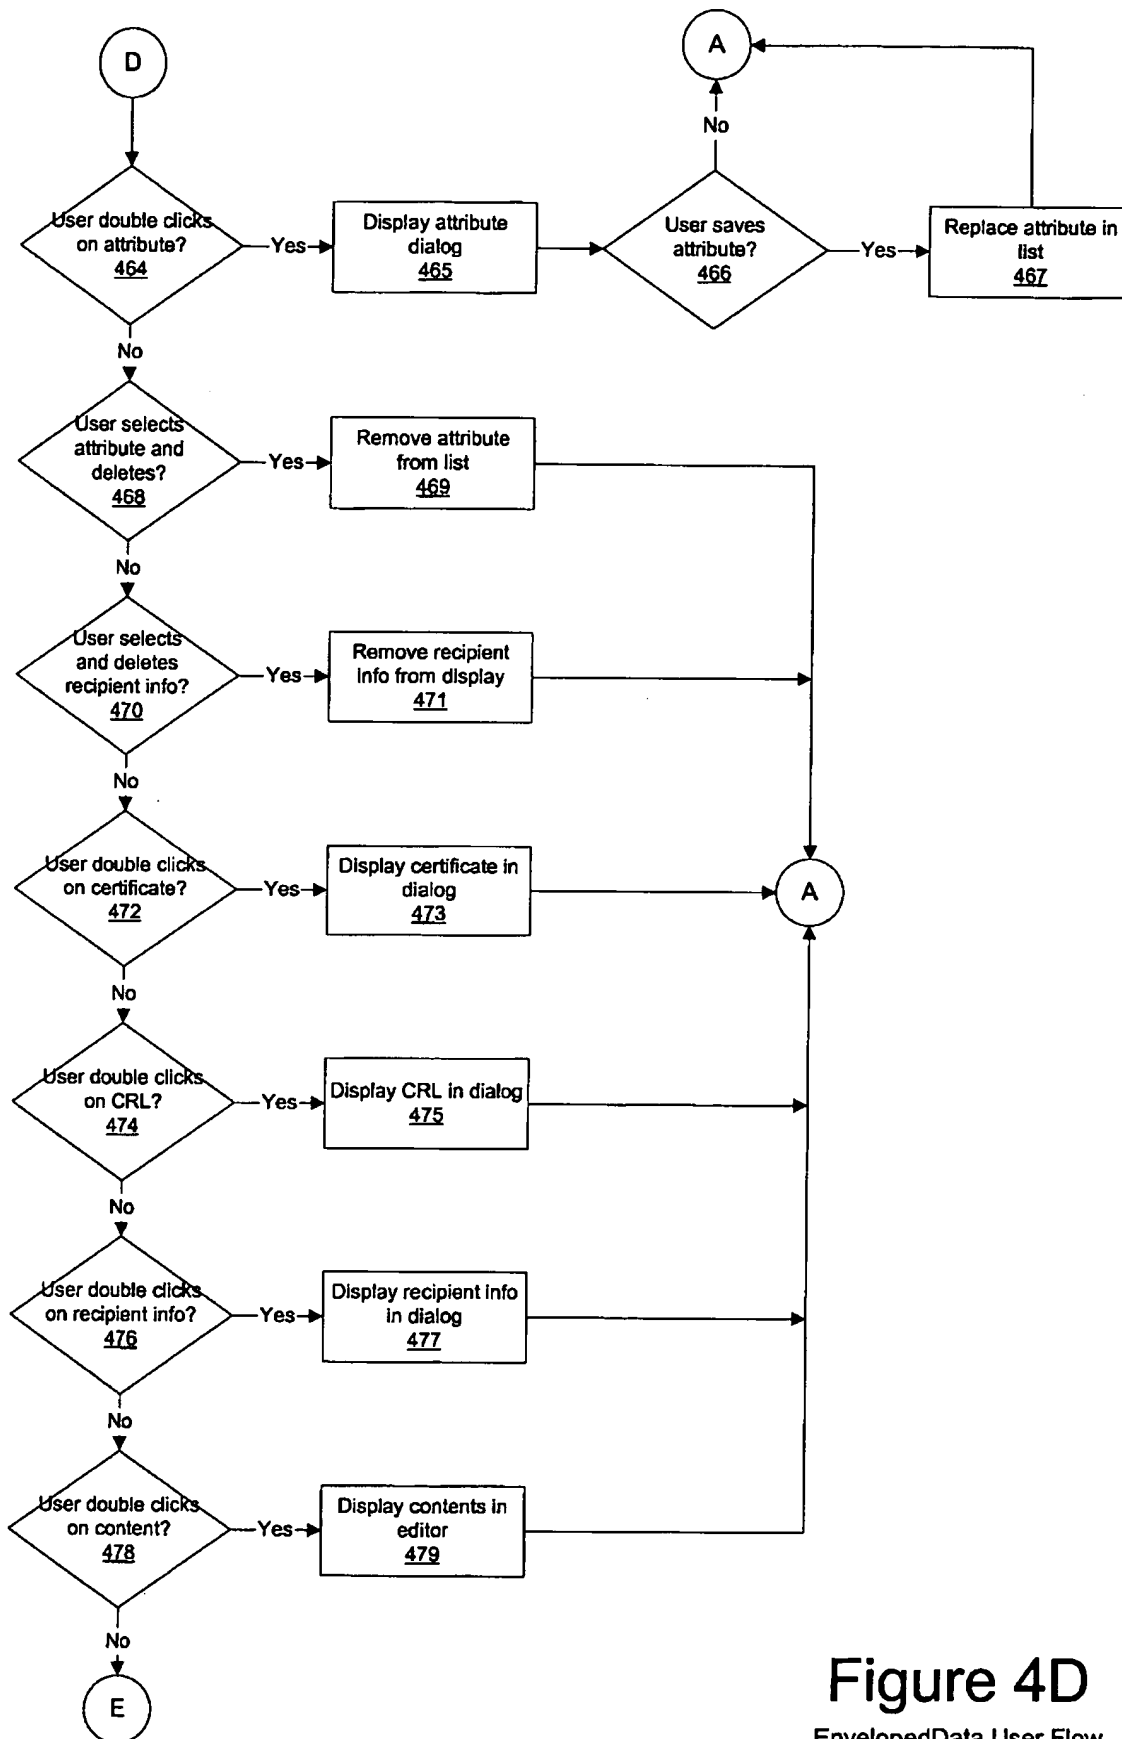 D
A
No
User double clicks
on attribute?
464
Yes
Display attribute
dialog
465
User saves
attribute?
466
Yes
Replace attribute in
list
467
No
User selects
attribute and
deletes?
468
Yes
Remove attribute
from list
469
No
User selects
and deletes
recipient info?
470
Yes
Remove recipient
info from display
471
No
User double clicks
on certificate?
472
Yes
Display certificate in
dialog
473
A
No
User double clicks
on CRL?
474
Yes
Display CRL in dialog
475
No
User double clicks
on recipient info?
476
Yes
Display recipient info
in dialog
477
No
User double clicks
on content?
478
Yes
Display contents in
editor
479
No
E
Figure 4D
EnvelopedData User Flow